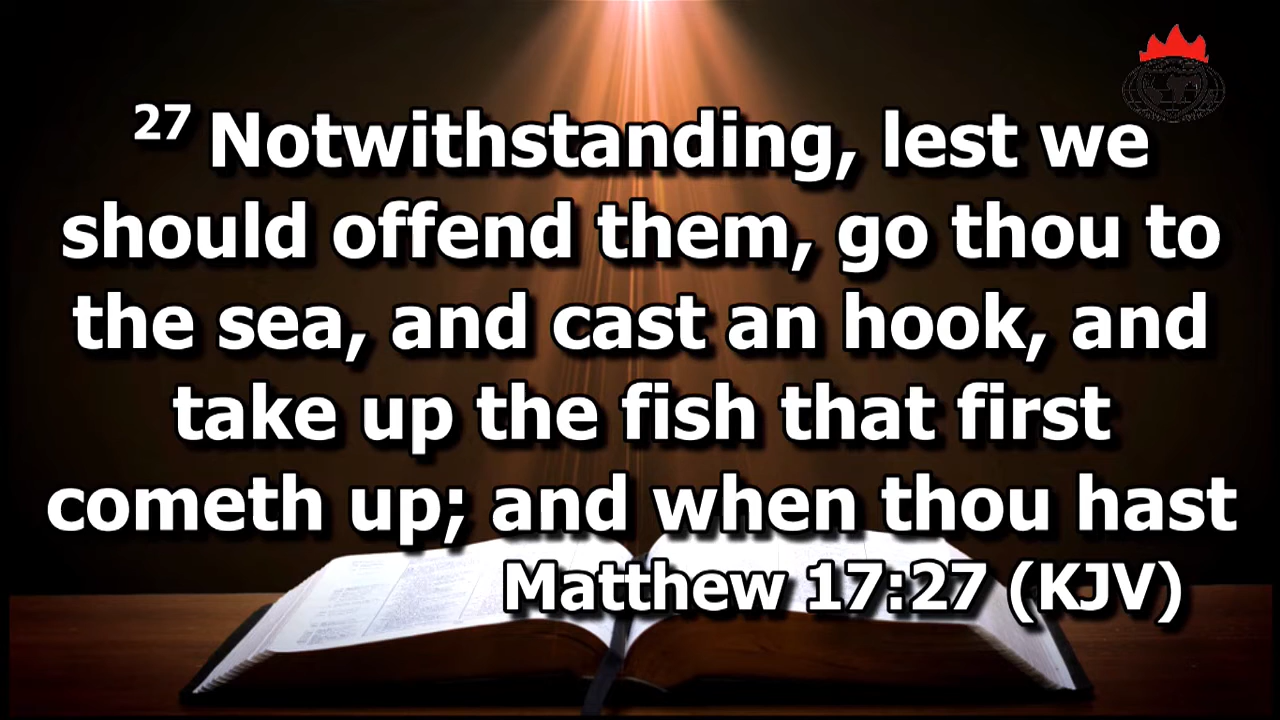 27 Notwithstanding, lest we
should offend them, go thou to
the sea, and cast an hook, and
take up the fish that first
cometh up; and when thou hast
Matthew 17:27 (KJV)